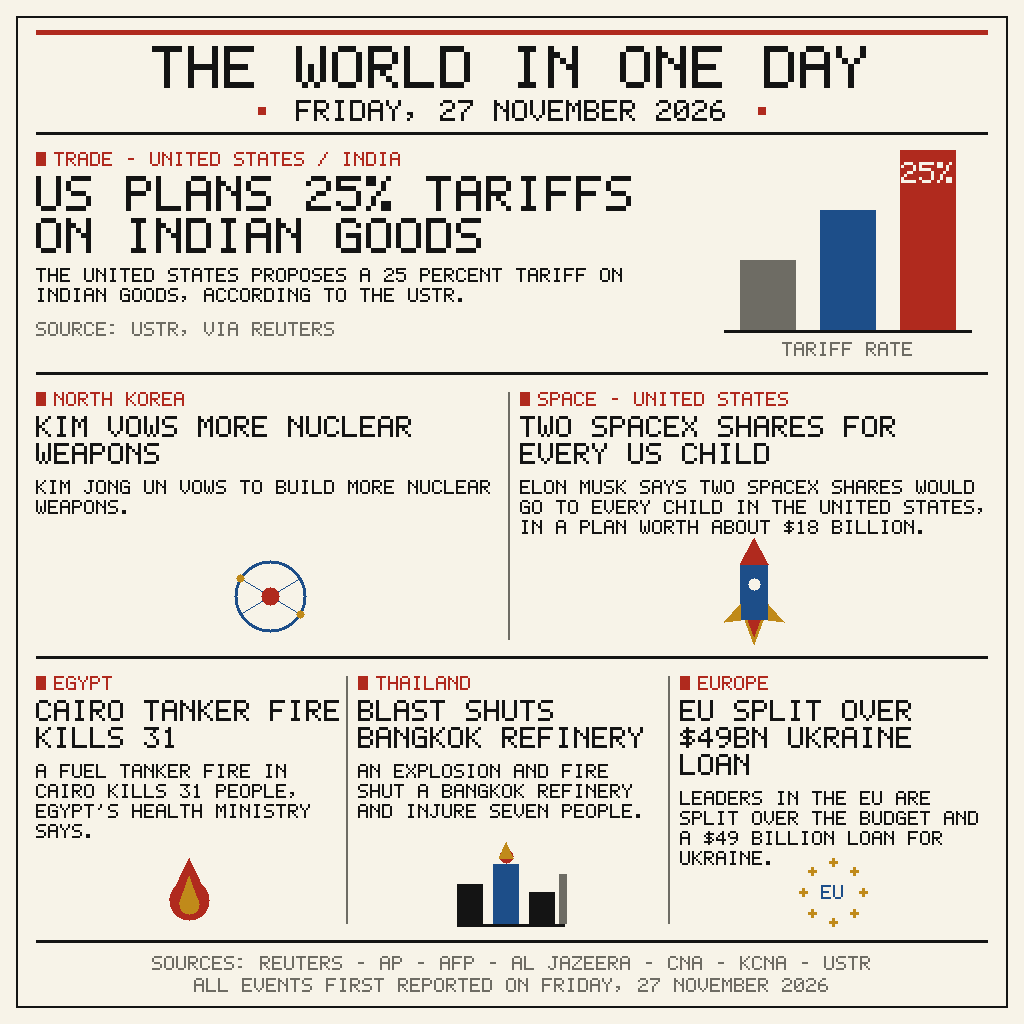 THE WORLD IN ONE DAY
FRIDAY, 27 NOVEMBER 2026
TRADE - UNITED STATES / INDIA
US PLANS 25% TARIFFS
ON INDIAN GOODS
THE UNITED STATES PROPOSES A 25 PERCENT TARIFF ON
INDIAN GOODS, ACCORDING TO THE USTR.
SOURCE: USTR, VIA REUTERS
25%
TARIFF RATE
NORTH KOREA
KIM VOWS MORE NUCLEAR
WEAPONS
KIM JONG UN VOWS TO BUILD MORE NUCLEAR
WEAPONS.
SPACE - UNITED STATES
TWO SPACEX SHARES FOR
EVERY US CHILD
ELON MUSK SAYS TWO SPACEX SHARES WOULD
GO TO EVERY CHILD IN THE UNITED STATES,
IN A PLAN WORTH ABOUT $18 BILLION.
EGYPT
CAIRO TANKER FIRE
KILLS 31
A FUEL TANKER FIRE IN
CAIRO KILLS 31 PEOPLE,
EGYPT'S HEALTH MINISTRY
SAYS.
THAILAND
BLAST SHUTS
BANGKOK REFINERY
AN EXPLOSION AND FIRE
SHUT A BANGKOK REFINERY
AND INJURE SEVEN PEOPLE.
EUROPE
EU SPLIT OVER
$49BN UKRAINE
LOAN
LEADERS IN THE EU ARE
SPLIT OVER THE BUDGET AND
A $49 BILLION LOAN FOR
UKRAINE.
EU
SOURCES: REUTERS - AP - AFP - AL JAZEERA - CNA - KCNA - USTR
ALL EVENTS FIRST REPORTED ON FRIDAY, 27 NOVEMBER 2026